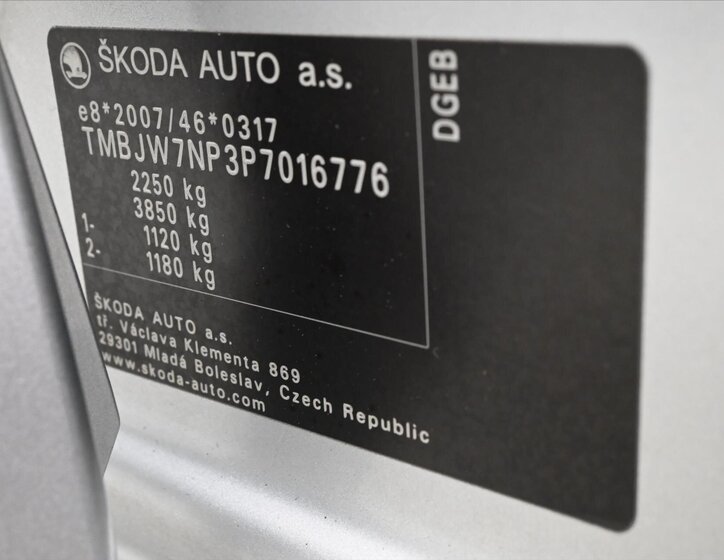 ŠKODA AUTO a.s.
DGEB
e8*2007/46*0317
TMBJW7NP3P7016776
2250 kg
3850 kg
1- 1120 kg
2- 1180 kg
ŠKODA AUTO a.s.
tř. Václava Klementa 869
29301 Mladá Boleslav, Czech Republic
www.skoda-auto.com